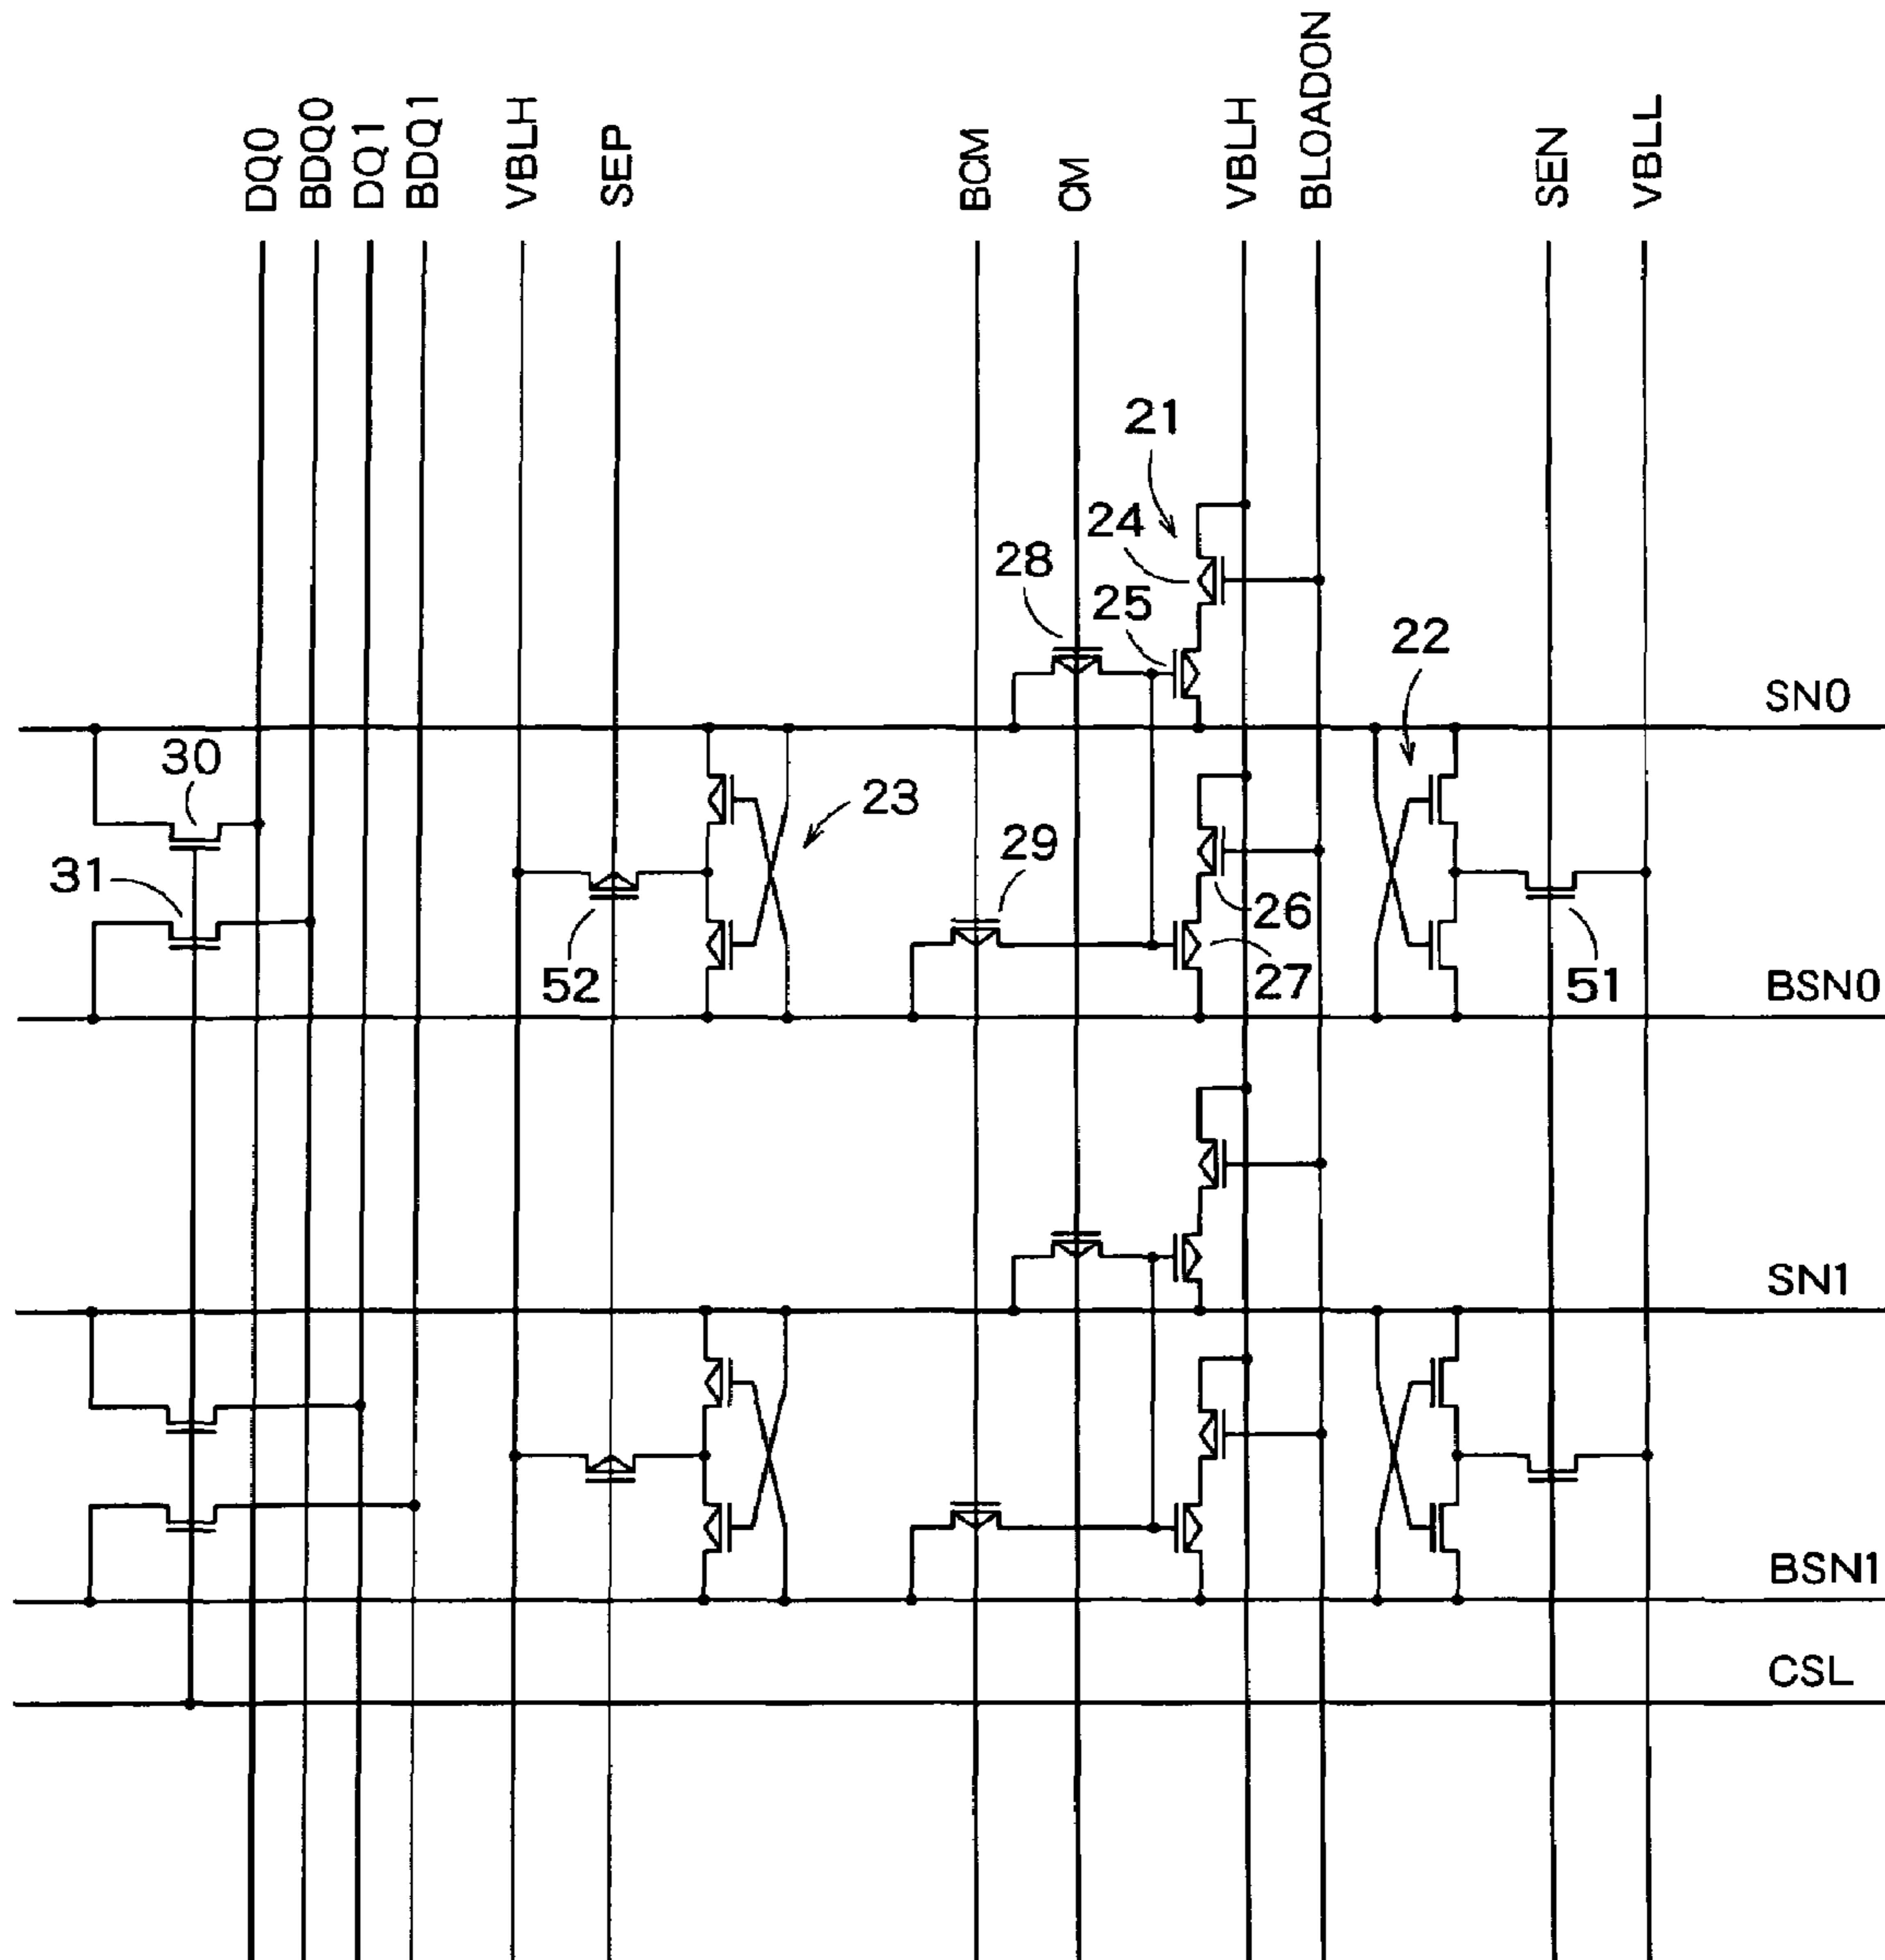 DQ0
BDQ0
DQ1
BDQ1
VBLH
SEP
BCM
CM
VBLH
BLOADON
SEN
VBLL
21
24
28
25
22
SN0
30
23
29
31
26
52
27
51
BSN0
SN1
BSN1
CSL